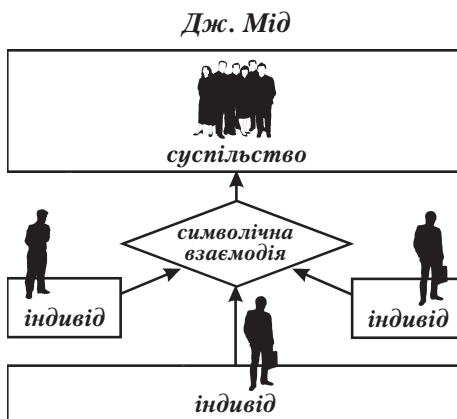 Дж. Мід
суспільство
символічна
взаємодія
індивід
індивід
індивід